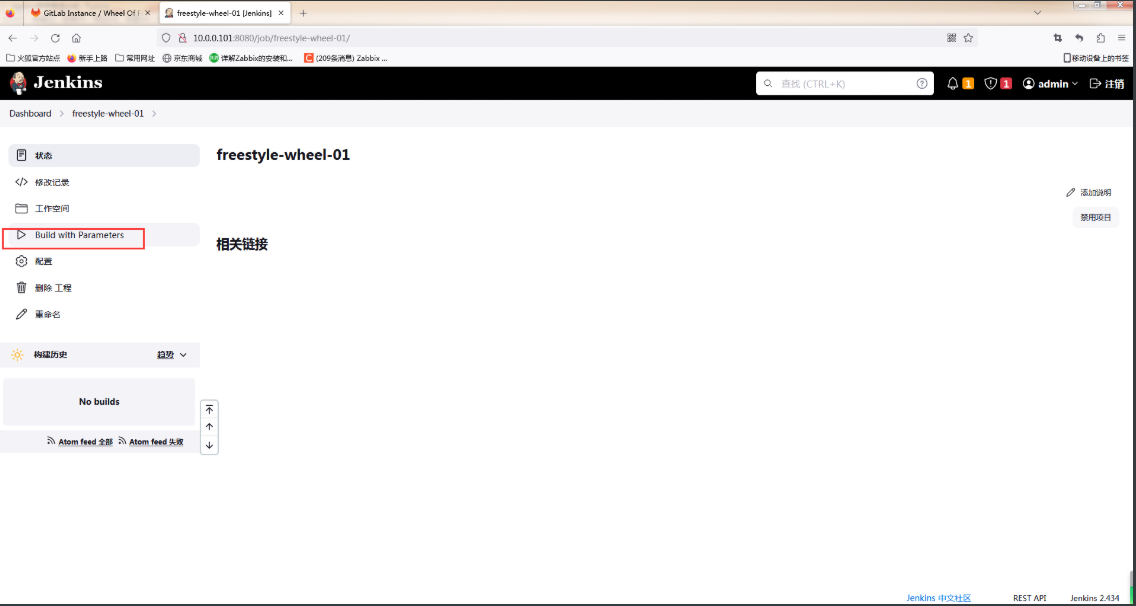 GitLab Instance / Wheel Of
freestyle-wheel-01 [Jenkins]
10.0.0.101:8080/job/freestyle-wheel-01/
火狐官方站点 新手上路 常用网址 京东商城 详解Zabbix的安装和... (209条消息) Zabbix ... 移动设备上的书签
Jenkins
查找 (CTRL+K)
1
1
admin
注销
Dashboard
freestyle-wheel-01
状态
修改记录
工作空间
Build with Parameters
配置
删除 工程
重命名
构建历史
趋势
No builds
Atom feed 全部
Atom feed 失败
freestyle-wheel-01
添加说明
禁用项目
相关链接
Jenkins 中文社区
REST API
Jenkins 2.434